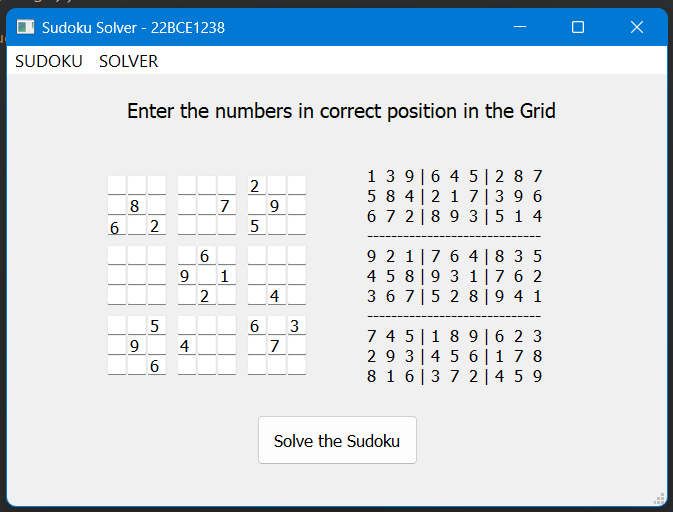 Sudoku Solver - 22BCE1238
SUDOKU SOLVER
Enter the numbers in correct position in the Grid
2
8 7 9
6 2 5
6
9 1
2 4
5 6 3
9 4 7
6
1 3 9 | 6 4 5 | 2 8 7
5 8 4 | 2 1 7 | 3 9 6
6 7 2 | 8 9 3 | 5 1 4
-----------------------------
9 2 1 | 7 6 4 | 8 3 5
4 5 8 | 9 3 1 | 7 6 2
3 6 7 | 5 2 8 | 9 4 1
-----------------------------
7 4 5 | 1 8 9 | 6 2 3
2 9 3 | 4 5 6 | 1 7 8
8 1 6 | 3 7 2 | 4 5 9
Solve the Sudoku